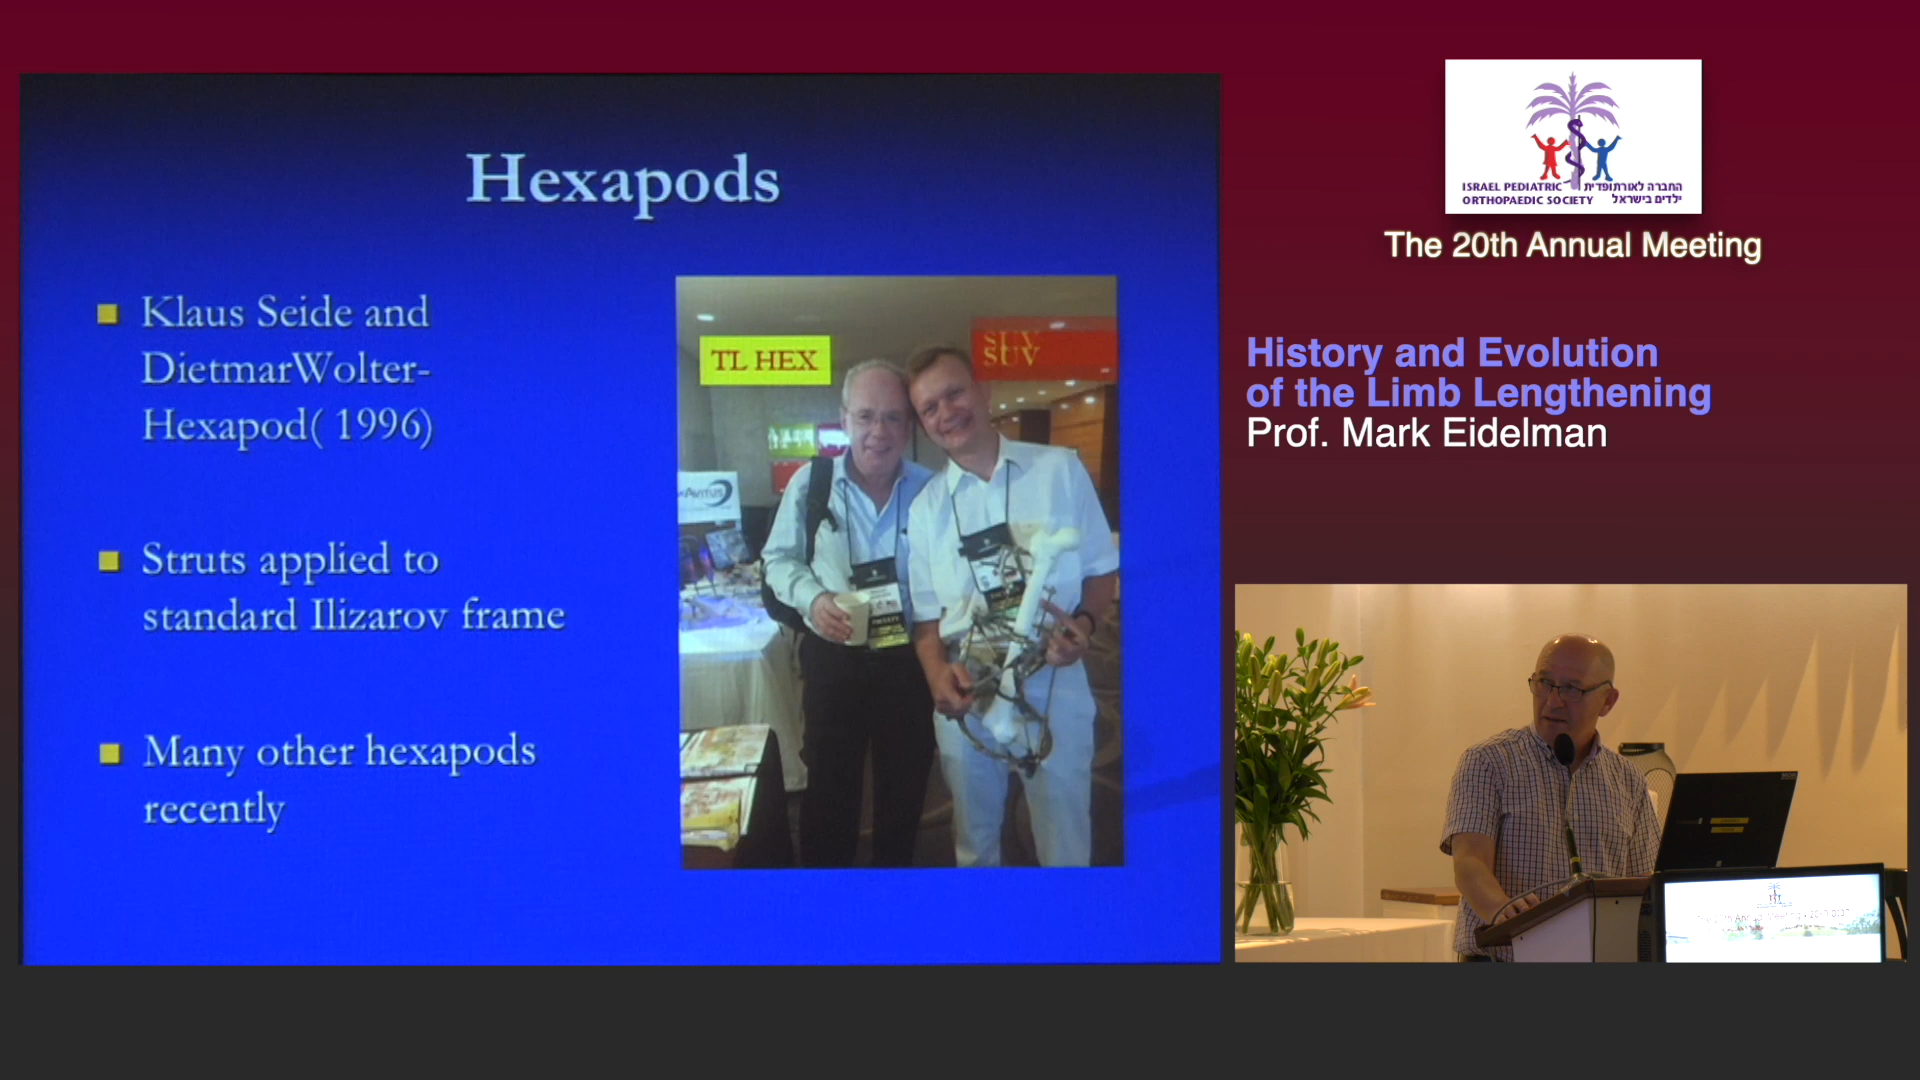 Hexapods
Klaus Seide and
DietmarWolter-
Hexapod( 1996)
Struts applied to
standard Ilizarov frame
Many other hexapods
recently
TL HEX
SUV
SUV
ISRAEL PEDIATRIC החברה לאורתופדית
ORTHOPAEDIC SOCIETY ילדים בישראל
The 20th Annual Meeting
History and Evolution
of the Limb Lengthening
Prof. Mark Eidelman